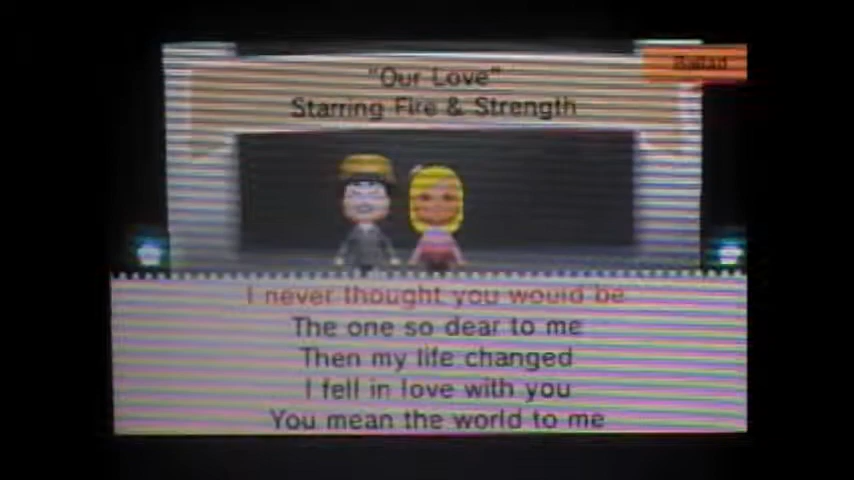 Ballad
"Our Love"
Starring Fire & Strength
I never thought you would be
The one so dear to me
Then my life changed
I fell in love with you
You mean the world to me